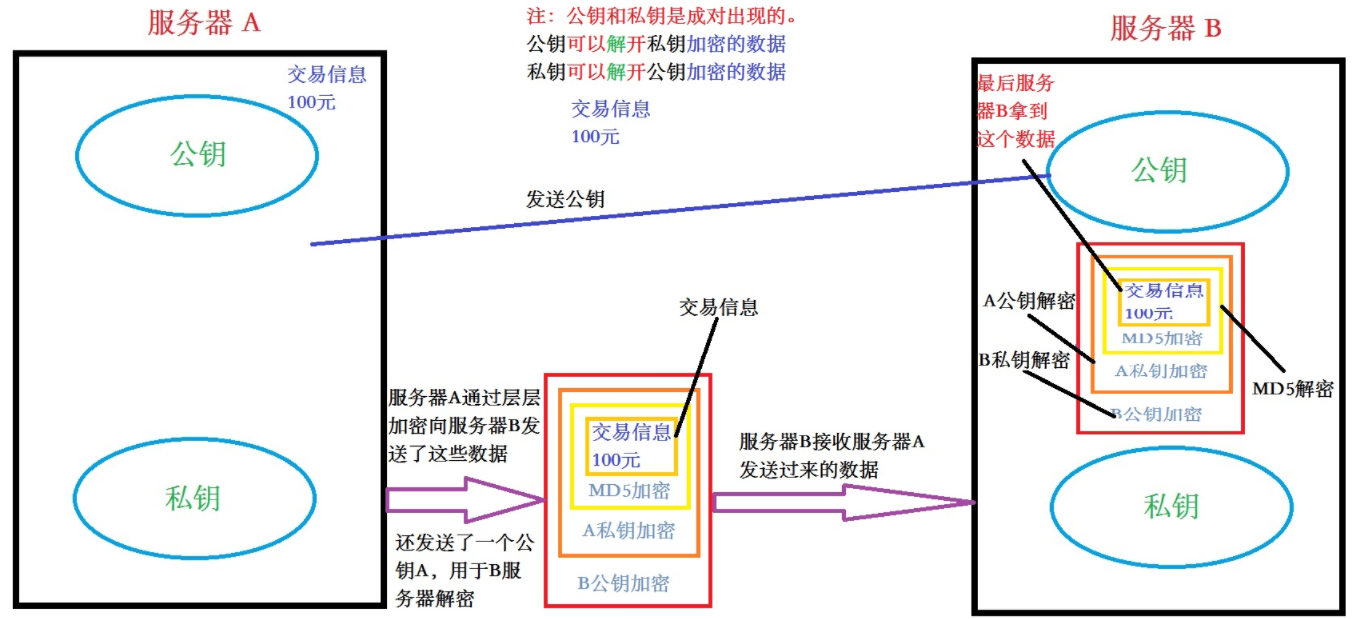 服务器 A
交易信息
100元
公钥
私钥
注：公钥和私钥是成对出现的。
公钥可以解开私钥加密的数据
私钥可以解开公钥加密的数据
交易信息
100元
发送公钥
交易信息
服务器A通过层层
加密向服务器B发
送了这些数据
还发送了一个公
钥A，用于B服
务器解密
交易信息
100元
MD5加密
A私钥加密
B公钥加密
服务器B接收服务器A
发送过来的数据
服务器 B
最后服务
器B拿到
这个数据
公钥
A公钥解密
B私钥解密
交易信息
100元
MD5加密
A私钥加密
B公钥加密
MD5解密
私钥